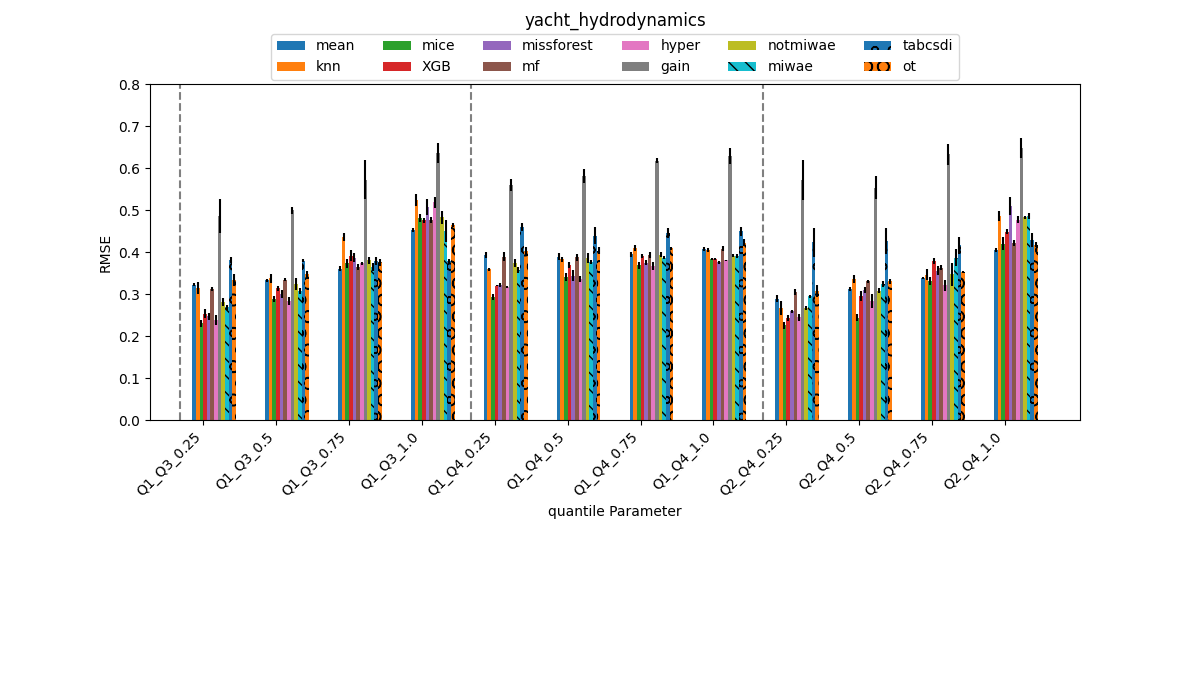 yacht_hydrodynamics
mean mice missforest hyper notmiwae tabcsdi
knn XGB mf gain miwae ot
0.8
0.7
0.6
0.5
0.4
0.3
0.2
0.1
0.0
RMSE
Q1_Q3_0.25
Q1_Q3_0.5
Q1_Q3_0.75
Q1_Q3_1.0
Q1_Q4_0.25
Q1_Q4_0.5
Q1_Q4_0.75
Q1_Q4_1.0
Q2_Q4_0.25
Q2_Q4_0.5
Q2_Q4_0.75
Q2_Q4_1.0
quantile Parameter